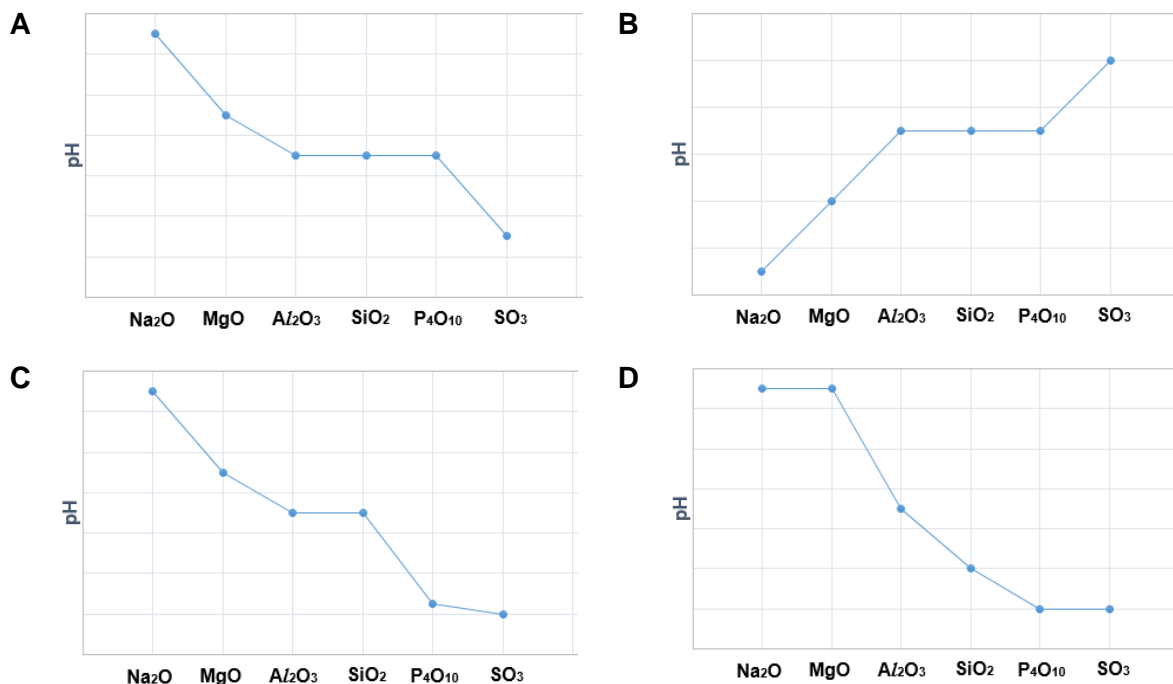 A
pH
Na₂O MgO Al₂O₃ SiO₂ P₄O₁₀ SO₃
B
pH
Na₂O MgO Al₂O₃ SiO₂ P₄O₁₀ SO₃
C
pH
Na₂O MgO Al₂O₃ SiO₂ P₄O₁₀ SO₃
D
pH
Na₂O MgO Al₂O₃ SiO₂ P₄O₁₀ SO₃